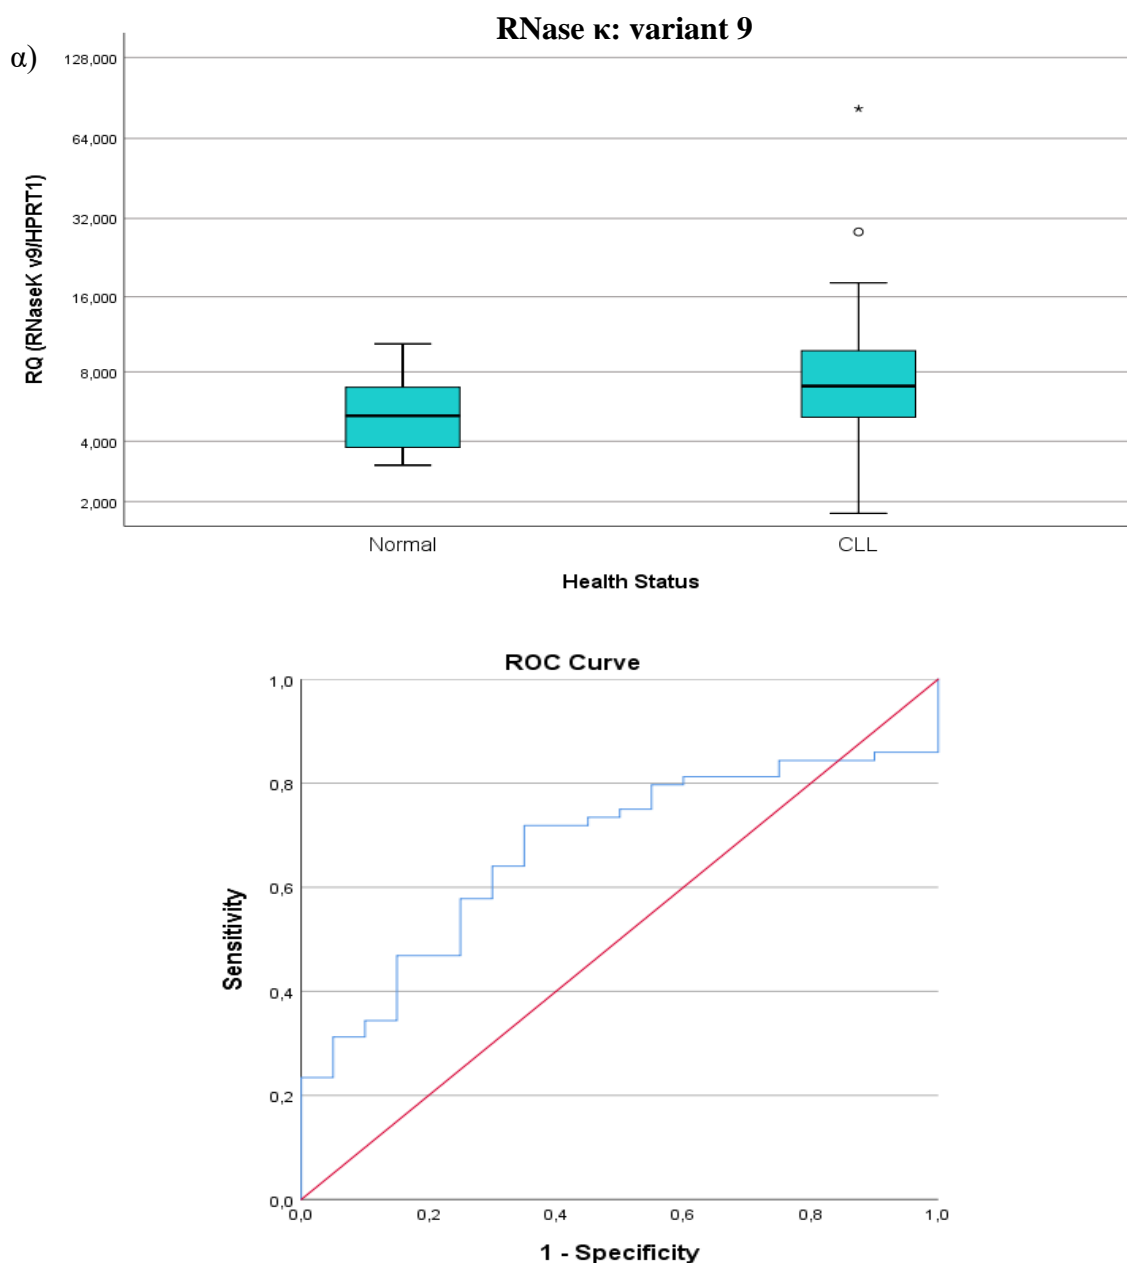 RNase κ: variant 9
α)
128,000
64,000
32,000
16,000
8,000
4,000
2,000
RQ (RNaseK v9/HPRT1)
Normal CLL
Health Status
ROC Curve
1,0
0,8
0,6
0,4
0,2
0,0
Sensitivity
0,0 0,2 0,4 0,6 0,8 1,0
1 - Specificity